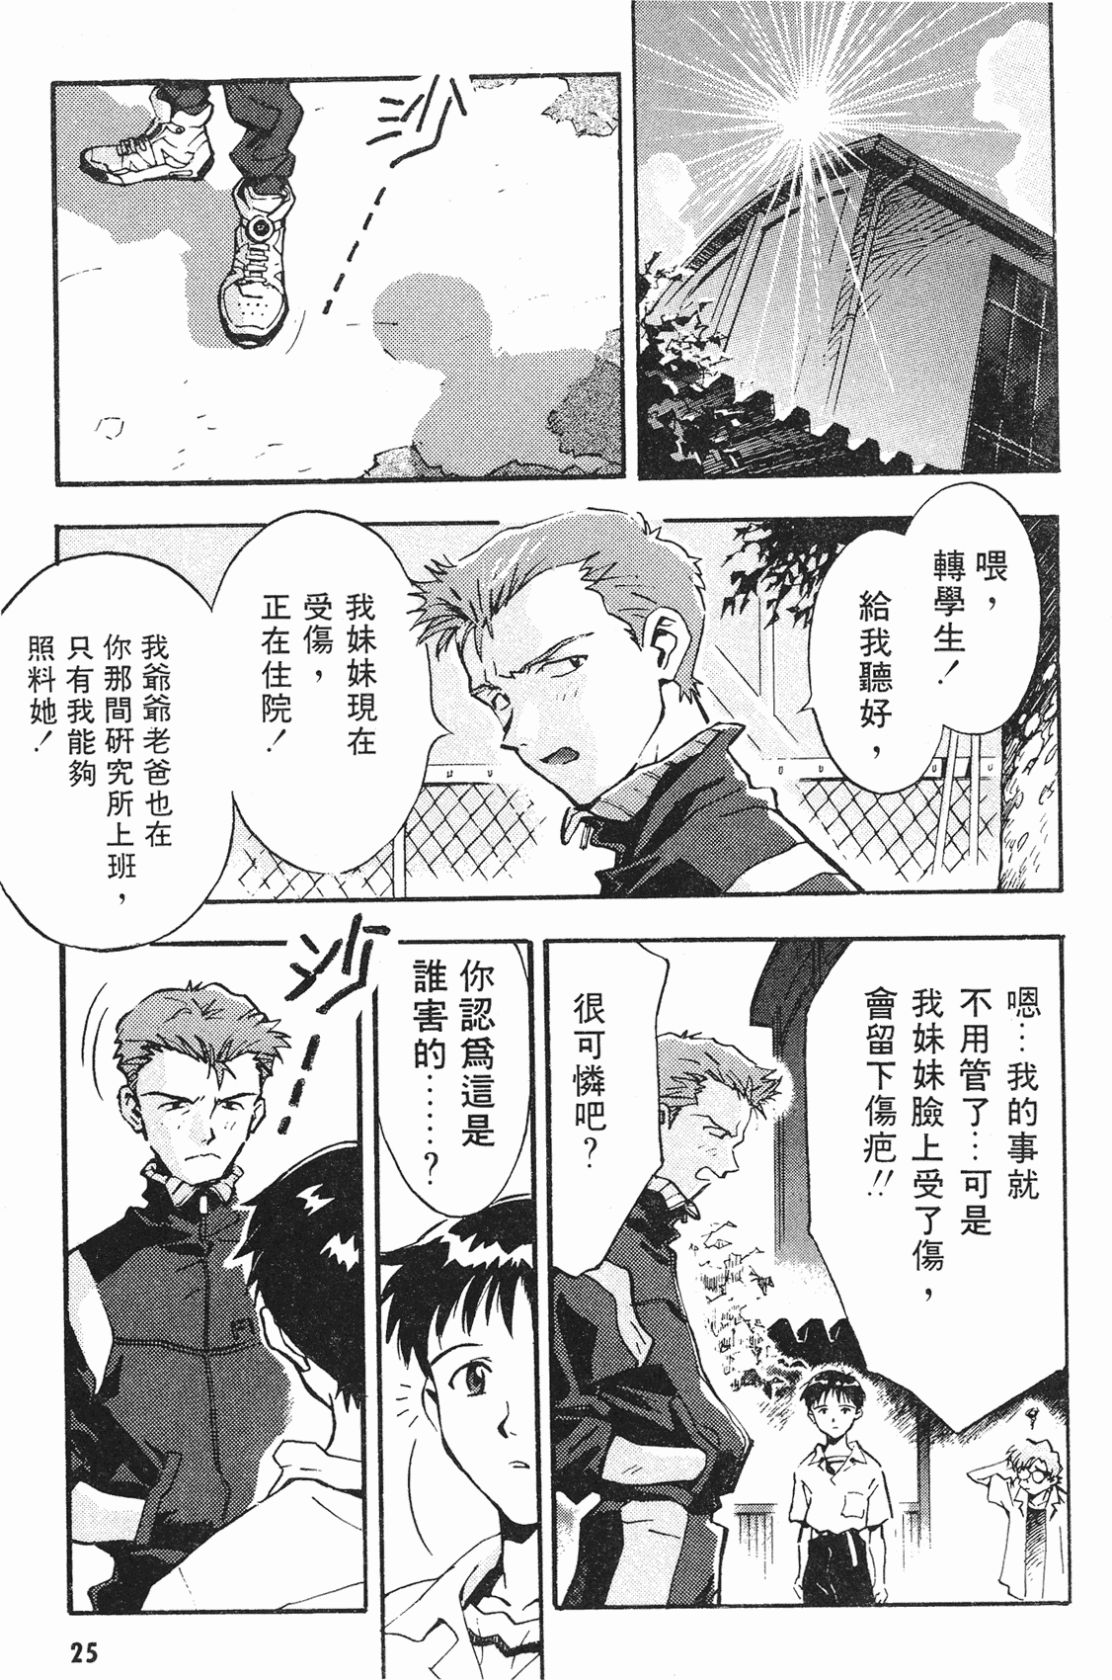 沙
喂，
轉學生！
給我聽好，
我妹妹現在
受傷，
正在住院！
我爺爺老爸也在
你那間研究所上班，
只有我能夠
照料她！
嗯…我的事就
不用管了…可是
我妹妹臉上受了傷，
會留下傷疤!!
很可憐吧？
你認爲這是
誰害的………？
沙
25